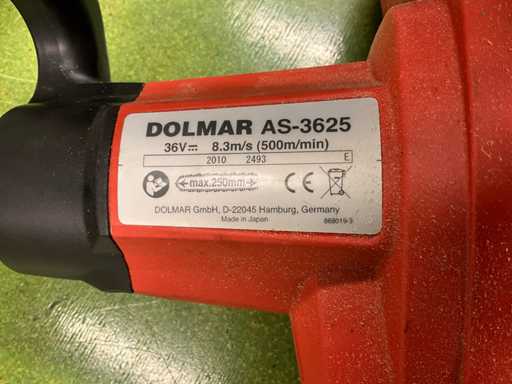 DOLMAR AS-3625
36V⎓ 8.3m/s (500m/min)
2010 2493 E
max.250mm
CE
DOLMAR GmbH, D-22045 Hamburg, Germany
Made in Japan
868019-3